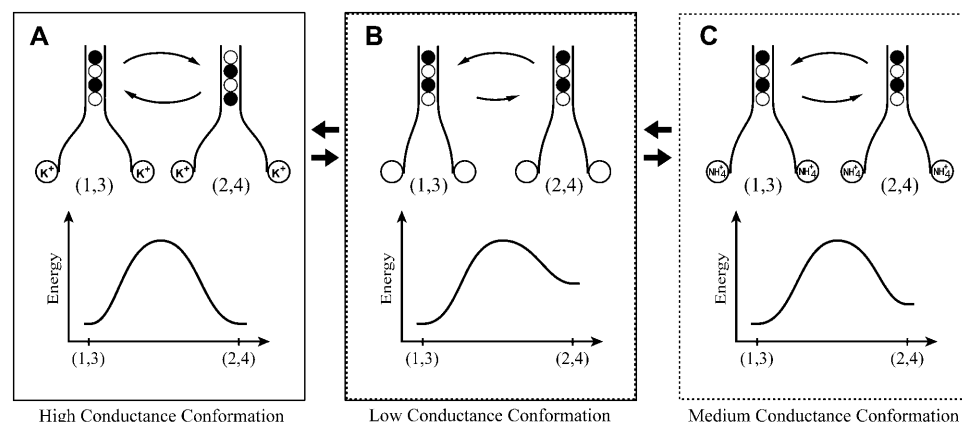 A
B
C
K+ K+ K+ K+
(1,3) (2,4)
(1,3) (2,4)
NH4+ NH4+ NH4+ NH4+
(1,3) (2,4)
Energy
(1,3) (2,4)
Energy
(1,3) (2,4)
Energy
(1,3) (2,4)
High Conductance Conformation
Low Conductance Conformation
Medium Conductance Conformation